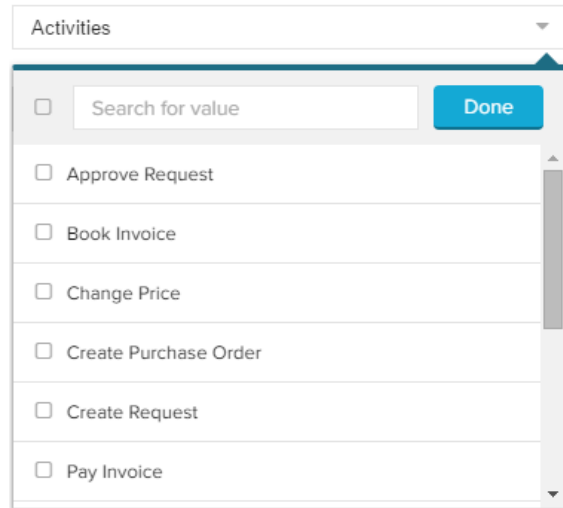 Activities
Search for value
Done
Approve Request
Book Invoice
Change Price
Create Purchase Order
Create Request
Pay Invoice